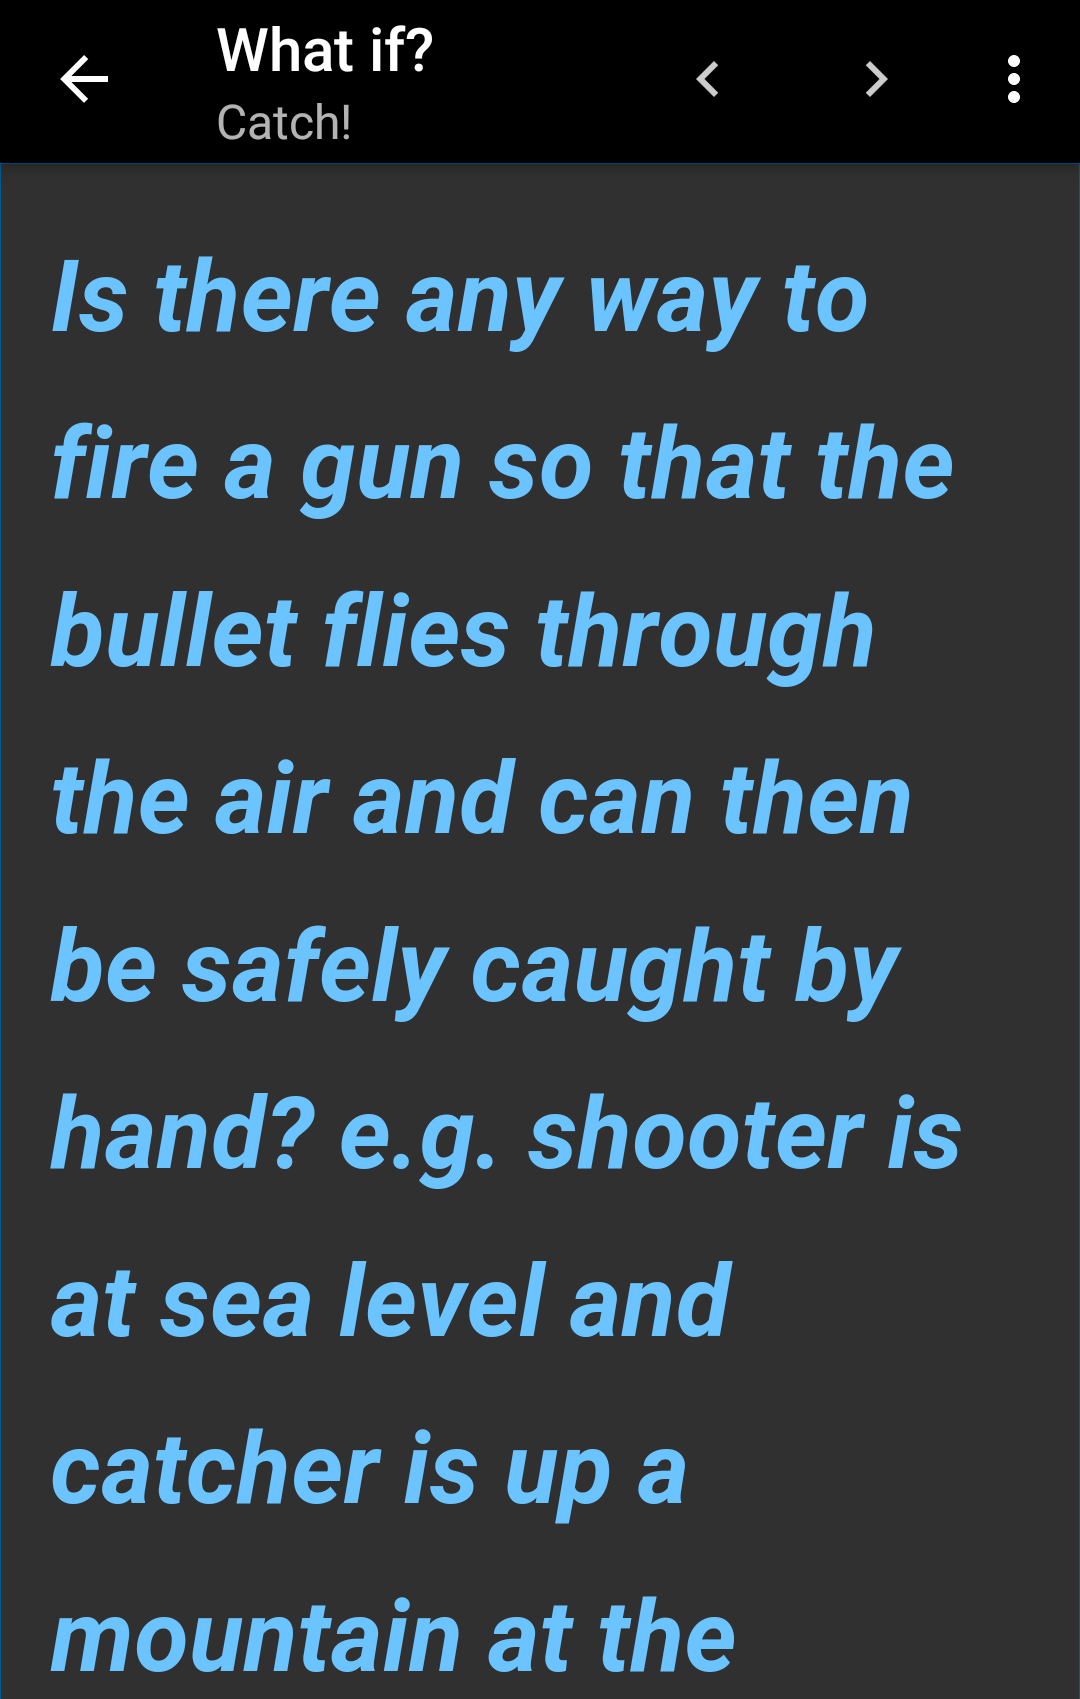 What if?
Catch!
Is there any way to
fire a gun so that the
bullet flies through
the air and can then
be safely caught by
hand? e.g. shooter is
at sea level and
catcher is up a
mountain at the